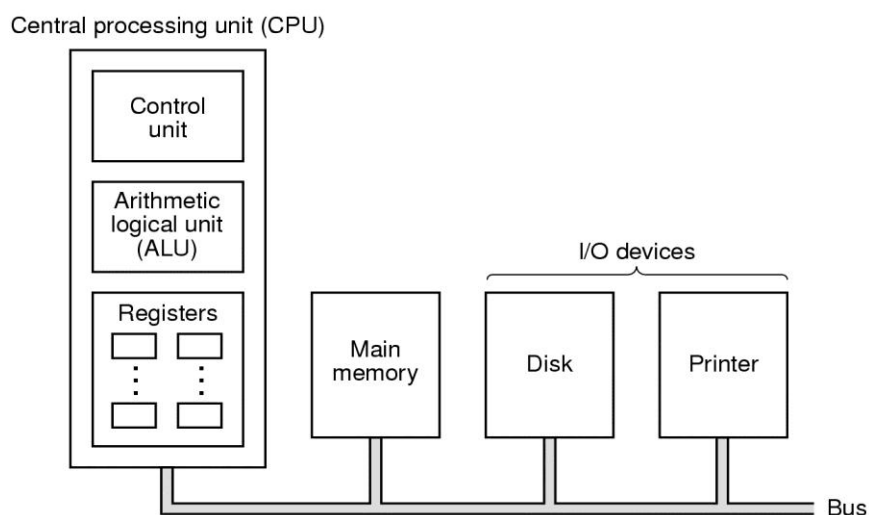 Central processing unit (CPU)
Control
unit
Arithmetic
logical unit
(ALU)
Registers
I/O devices
Main
memory
Disk
Printer
Bus